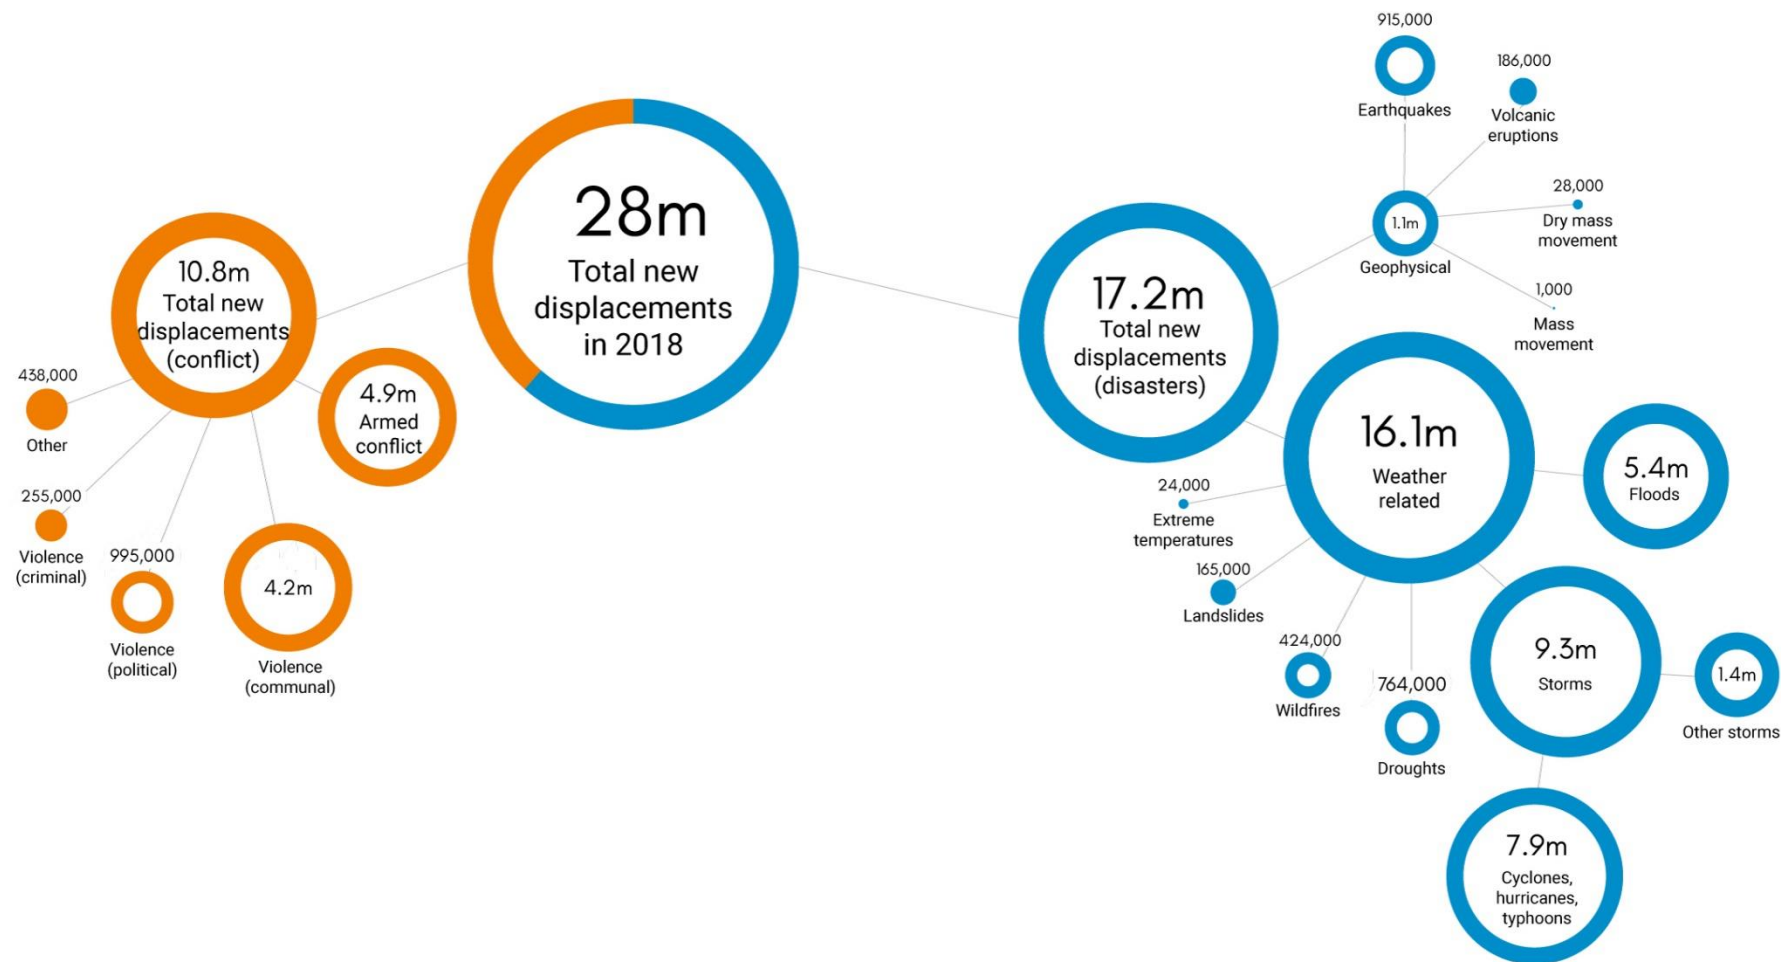 28m
Total new
displacements
in 2018
10.8m
Total new
displacements
(conflict)
438,000
Other
255,000
Violence
(criminal)
995,000
Violence
(political)
4.2m
Violence
(communal)
4.9m
Armed
conflict
17.2m
Total new
displacements
(disasters)
1.1m
Geophysical
915,000
Earthquakes
186,000
Volcanic
eruptions
28,000
Dry mass
movement
1,000
Mass
movement
16.1m
Weather
related
24,000
Extreme
temperatures
165,000
Landslides
424,000
Wildfires
764,000
Droughts
5.4m
Floods
9.3m
Storms
1.4m
Other storms
7.9m
Cyclones,
hurricanes,
typhoons